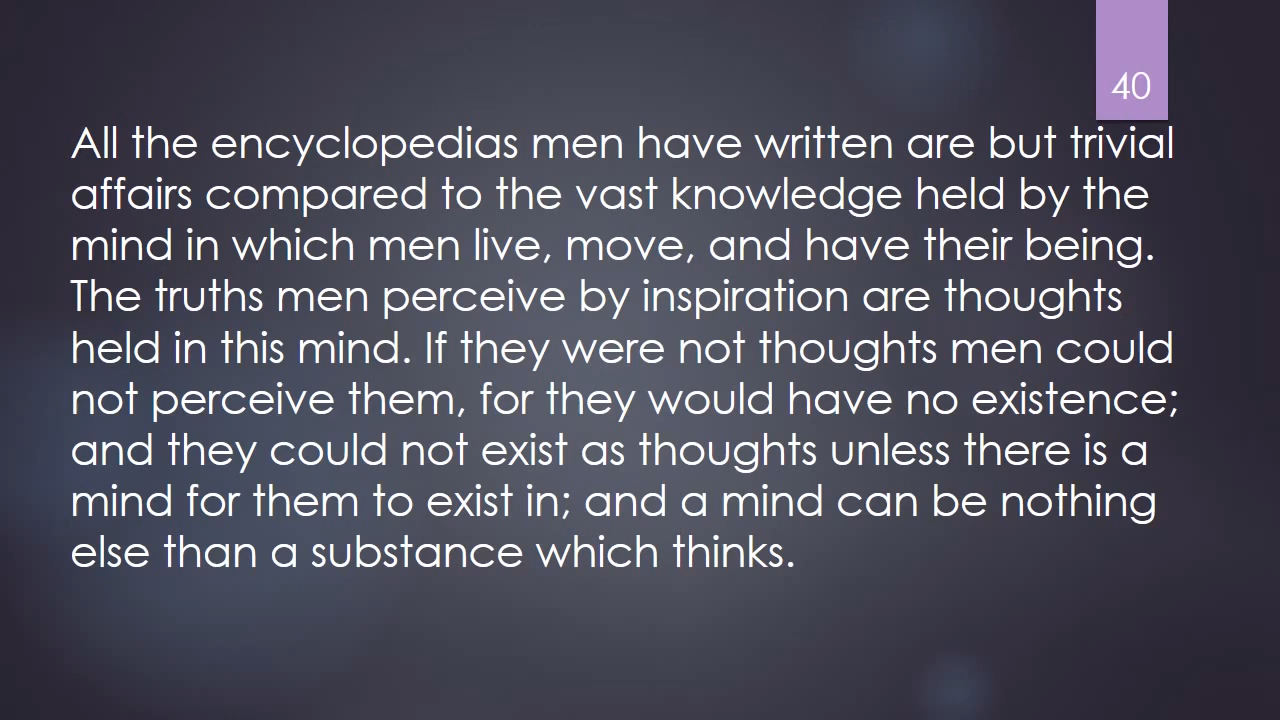 40
All the encyclopedias men have written are but trivial
affairs compared to the vast knowledge held by the
mind in which men live, move, and have their being.
The truths men perceive by inspiration are thoughts
held in this mind. If they were not thoughts men could
not perceive them, for they would have no existence;
and they could not exist as thoughts unless there is a
mind for them to exist in; and a mind can be nothing
else than a substance which thinks.